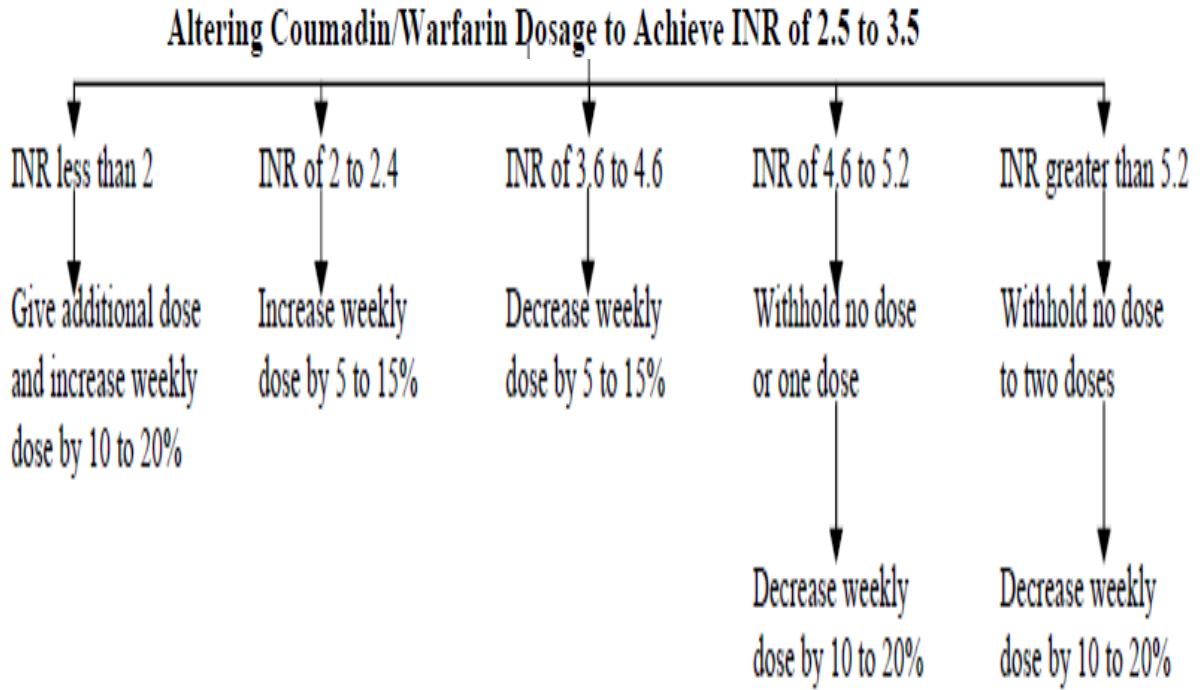 Altering Coumadin/Warfarin Dosage to Achieve INR of 2.5 to 3.5
INR less than 2
INR of 2 to 2.4
INR of 3.6 to 4.6
INR of 4.6 to 5.2
INR greater than 5.2
Give additional dose
and increase weekly
dose by 10 to 20%
Increase weekly
dose by 5 to 15%
Decrease weekly
dose by 5 to 15%
Withhold no dose
or one dose
Withhold no dose
to two doses
Decrease weekly
dose by 10 to 20%
Decrease weekly
dose by 10 to 20%